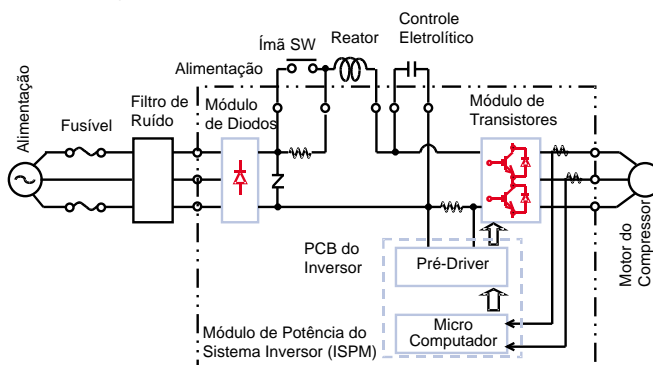 Ímã SW
Reator
Controle
Eletrolítico
Alimentação
Alimentação
Fusível
Filtro de
Ruído
Módulo
de Diodos
Módulo de
Transistores
Motor do
Compressor
PCB do
Inversor
Pré-Driver
Micro
Computador
Módulo de Potência do
Sistema Inversor (ISPM)